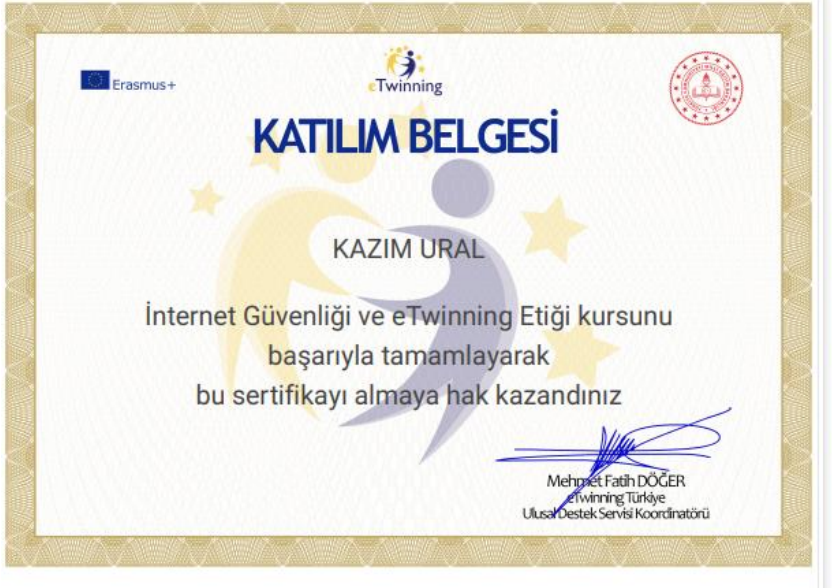 Erasmus+
eTwinning
KATILIM BELGESİ
KAZIM URAL
İnternet Güvenliği ve eTwinning Etiği kursunu
başarıyla tamamlayarak
bu sertifikayı almaya hak kazandınız
Mehmet Fatih DÖĞER
eTwinning Türkiye
Ulusal Destek Servisi Koordinatörü